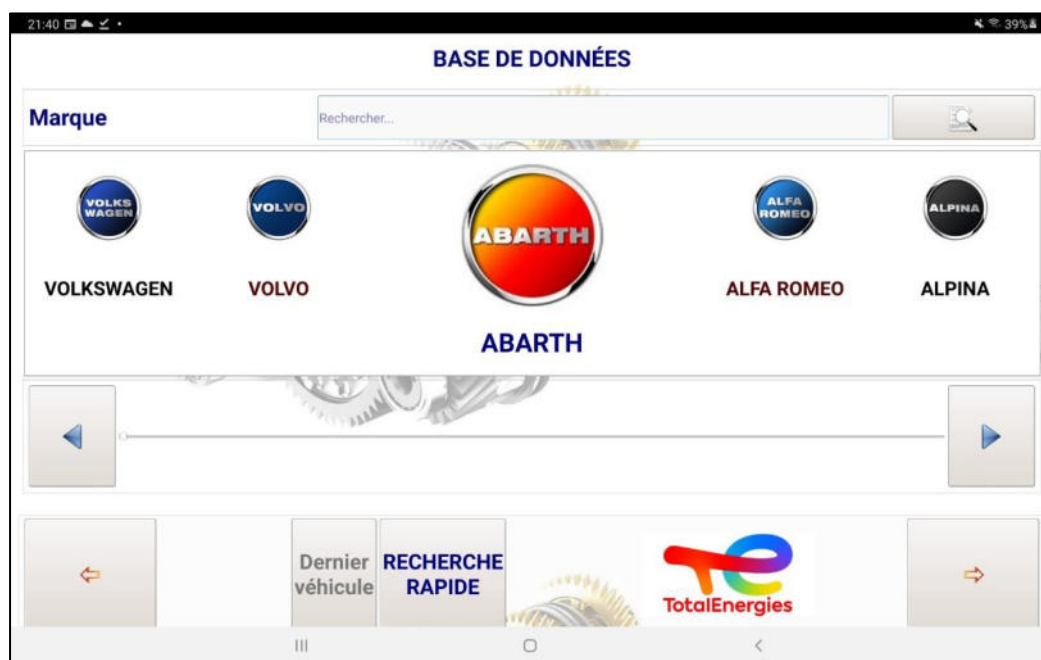 21:40
39%
BASE DE DONNÉES
Marque
Rechercher...
VOLKS
WAGEN
VOLVO
ABARTH
ALFA
ROMEO
ALPINA
VOLKSWAGEN
VOLVO
ABARTH
ALFA ROMEO
ALPINA
Dernier
véhicule
RECHERCHE
RAPIDE
TotalEnergies